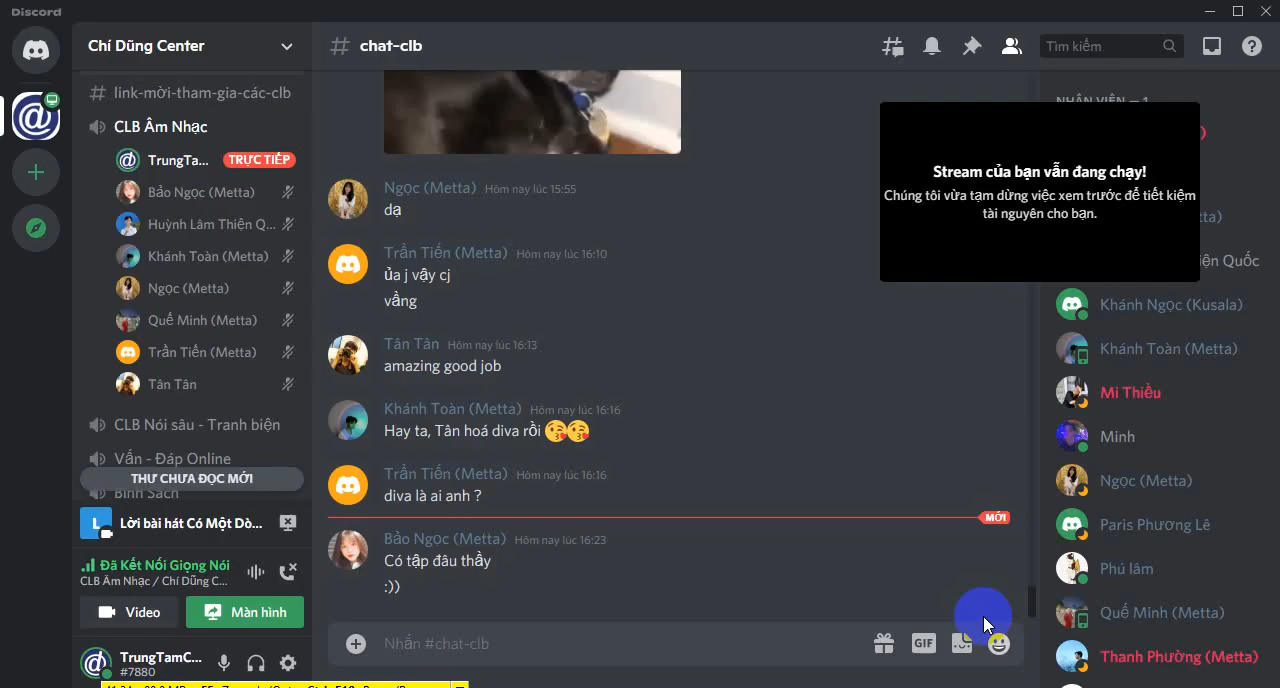 Discord
Chí Dũng Center
chat-clb
Tìm kiếm
link-mời-tham-gia-các-clb
CLB Âm Nhạc
TrungTa... TRỰC TIẾP
Bảo Ngọc (Metta)
Huỳnh Lâm Thiện Q...
Khánh Toàn (Metta)
Ngọc (Metta)
Quế Minh (Metta)
Trần Tiến (Metta)
Tân Tân
CLB Nói sâu - Tranh biện
Vấn - Đáp Online
THƯ CHƯA ĐỌC MỚI
Bình Sách
L Lời bài hát Có Một Dò...
Đã Kết Nối Giọng Nói
CLB Âm Nhạc / Chí Dũng C...
Video
Màn hình
TrungTamC...
#7880
Ngọc (Metta) Hôm nay lúc 15:55
dạ
Trần Tiến (Metta) Hôm nay lúc 16:10
ủa j vậy cj
vầng
Tân Tân Hôm nay lúc 16:13
amazing good job
Khánh Toàn (Metta) Hôm nay lúc 16:16
Hay ta, Tân hoá diva rồi 😘😘
Trần Tiến (Metta) Hôm nay lúc 16:16
diva là ai anh ?
MỚI
Bảo Ngọc (Metta) Hôm nay lúc 16:23
Có tập đâu thầy
:))
Nhắn #chat-clb
GIF
Stream của bạn vẫn đang chạy!
Chúng tôi vừa tạm dừng việc xem trước để tiết kiệm
tài nguyên cho bạn.
NHÂN VIÊN — 1
ta)
iện Quốc
Khánh Ngọc (Kusala)
Khánh Toàn (Metta)
Mi Thiều
Minh
Ngọc (Metta)
Paris Phương Lê
Phú lâm
Quế Minh (Metta)
Thanh Phường (Metta)